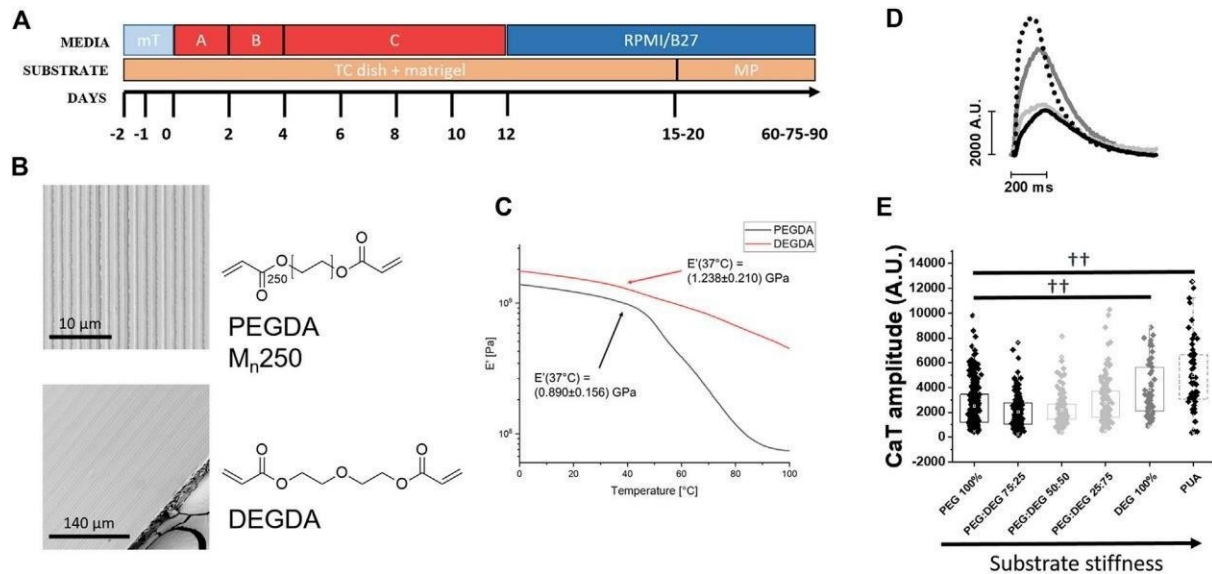 A
MEDIA
mT
A
B
C
RPMI/B27
SUBSTRATE
TC dish + matrigel
MP
DAYS
-2 -1 0 2 4 6 8 10 12 15-20 60-75-90
B
10 µm
O
O
250
O
O
PEGDA
Mn250
140 µm
O
O
O
O
O
DEGDA
C
PEGDA
DEGDA
E'(37°C) =
(1.238±0.210) GPa
E'(37°C) =
(0.890±0.156) GPa
E' [Pa]
10⁹
10⁸
0 20 40 60 80 100
Temperature [°C]
D
2000 A.U.
200 ms
E
CaT amplitude (A.U.)
14000
12000
10000
8000
6000
4000
2000
0
-2000
††
††
PEG 100%
PEG:DEG 75:25
PEG:DEG 50:50
PEG:DEG 25:75
DEG 100%
PUA
Substrate stiffness